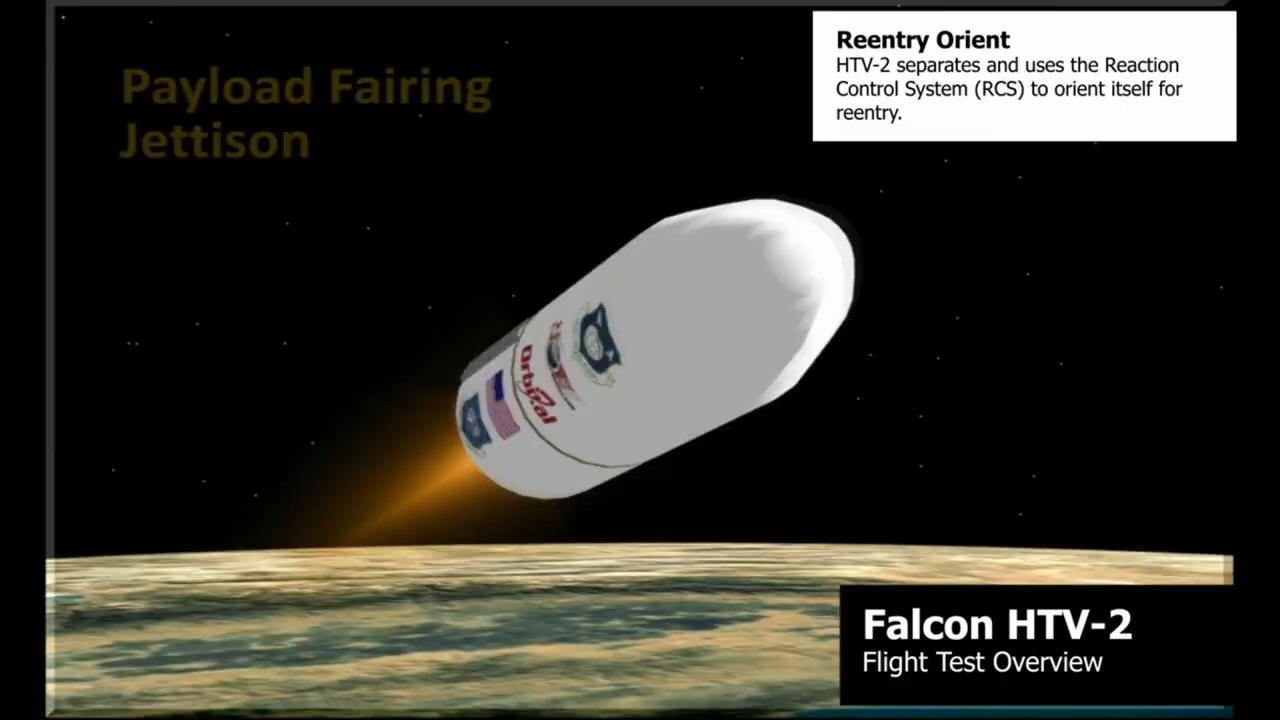 Payload Fairing
Jettison
Reentry Orient
HTV-2 separates and uses the Reaction
Control System (RCS) to orient itself for
reentry.
Orbital
Falcon HTV-2
Flight Test Overview